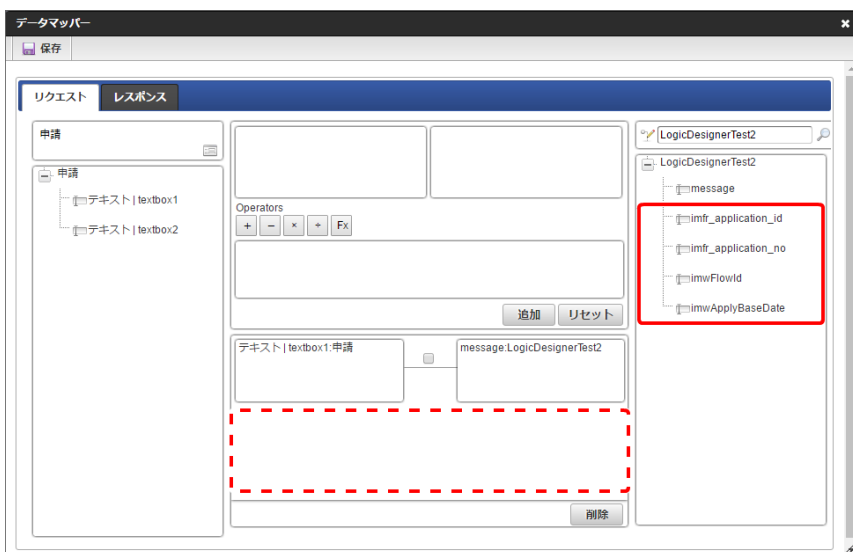 データマッパー
保存
リクエスト レスポンス
申請
申請
テキスト | textbox1
テキスト | textbox2
Operators
+ − × ÷ Fx
追加 リセット
テキスト | textbox1:申請
message:LogicDesignerTest2
削除
LogicDesignerTest2
LogicDesignerTest2
message
imfr_application_id
imfr_application_no
imwFlowId
imwApplyBaseDate